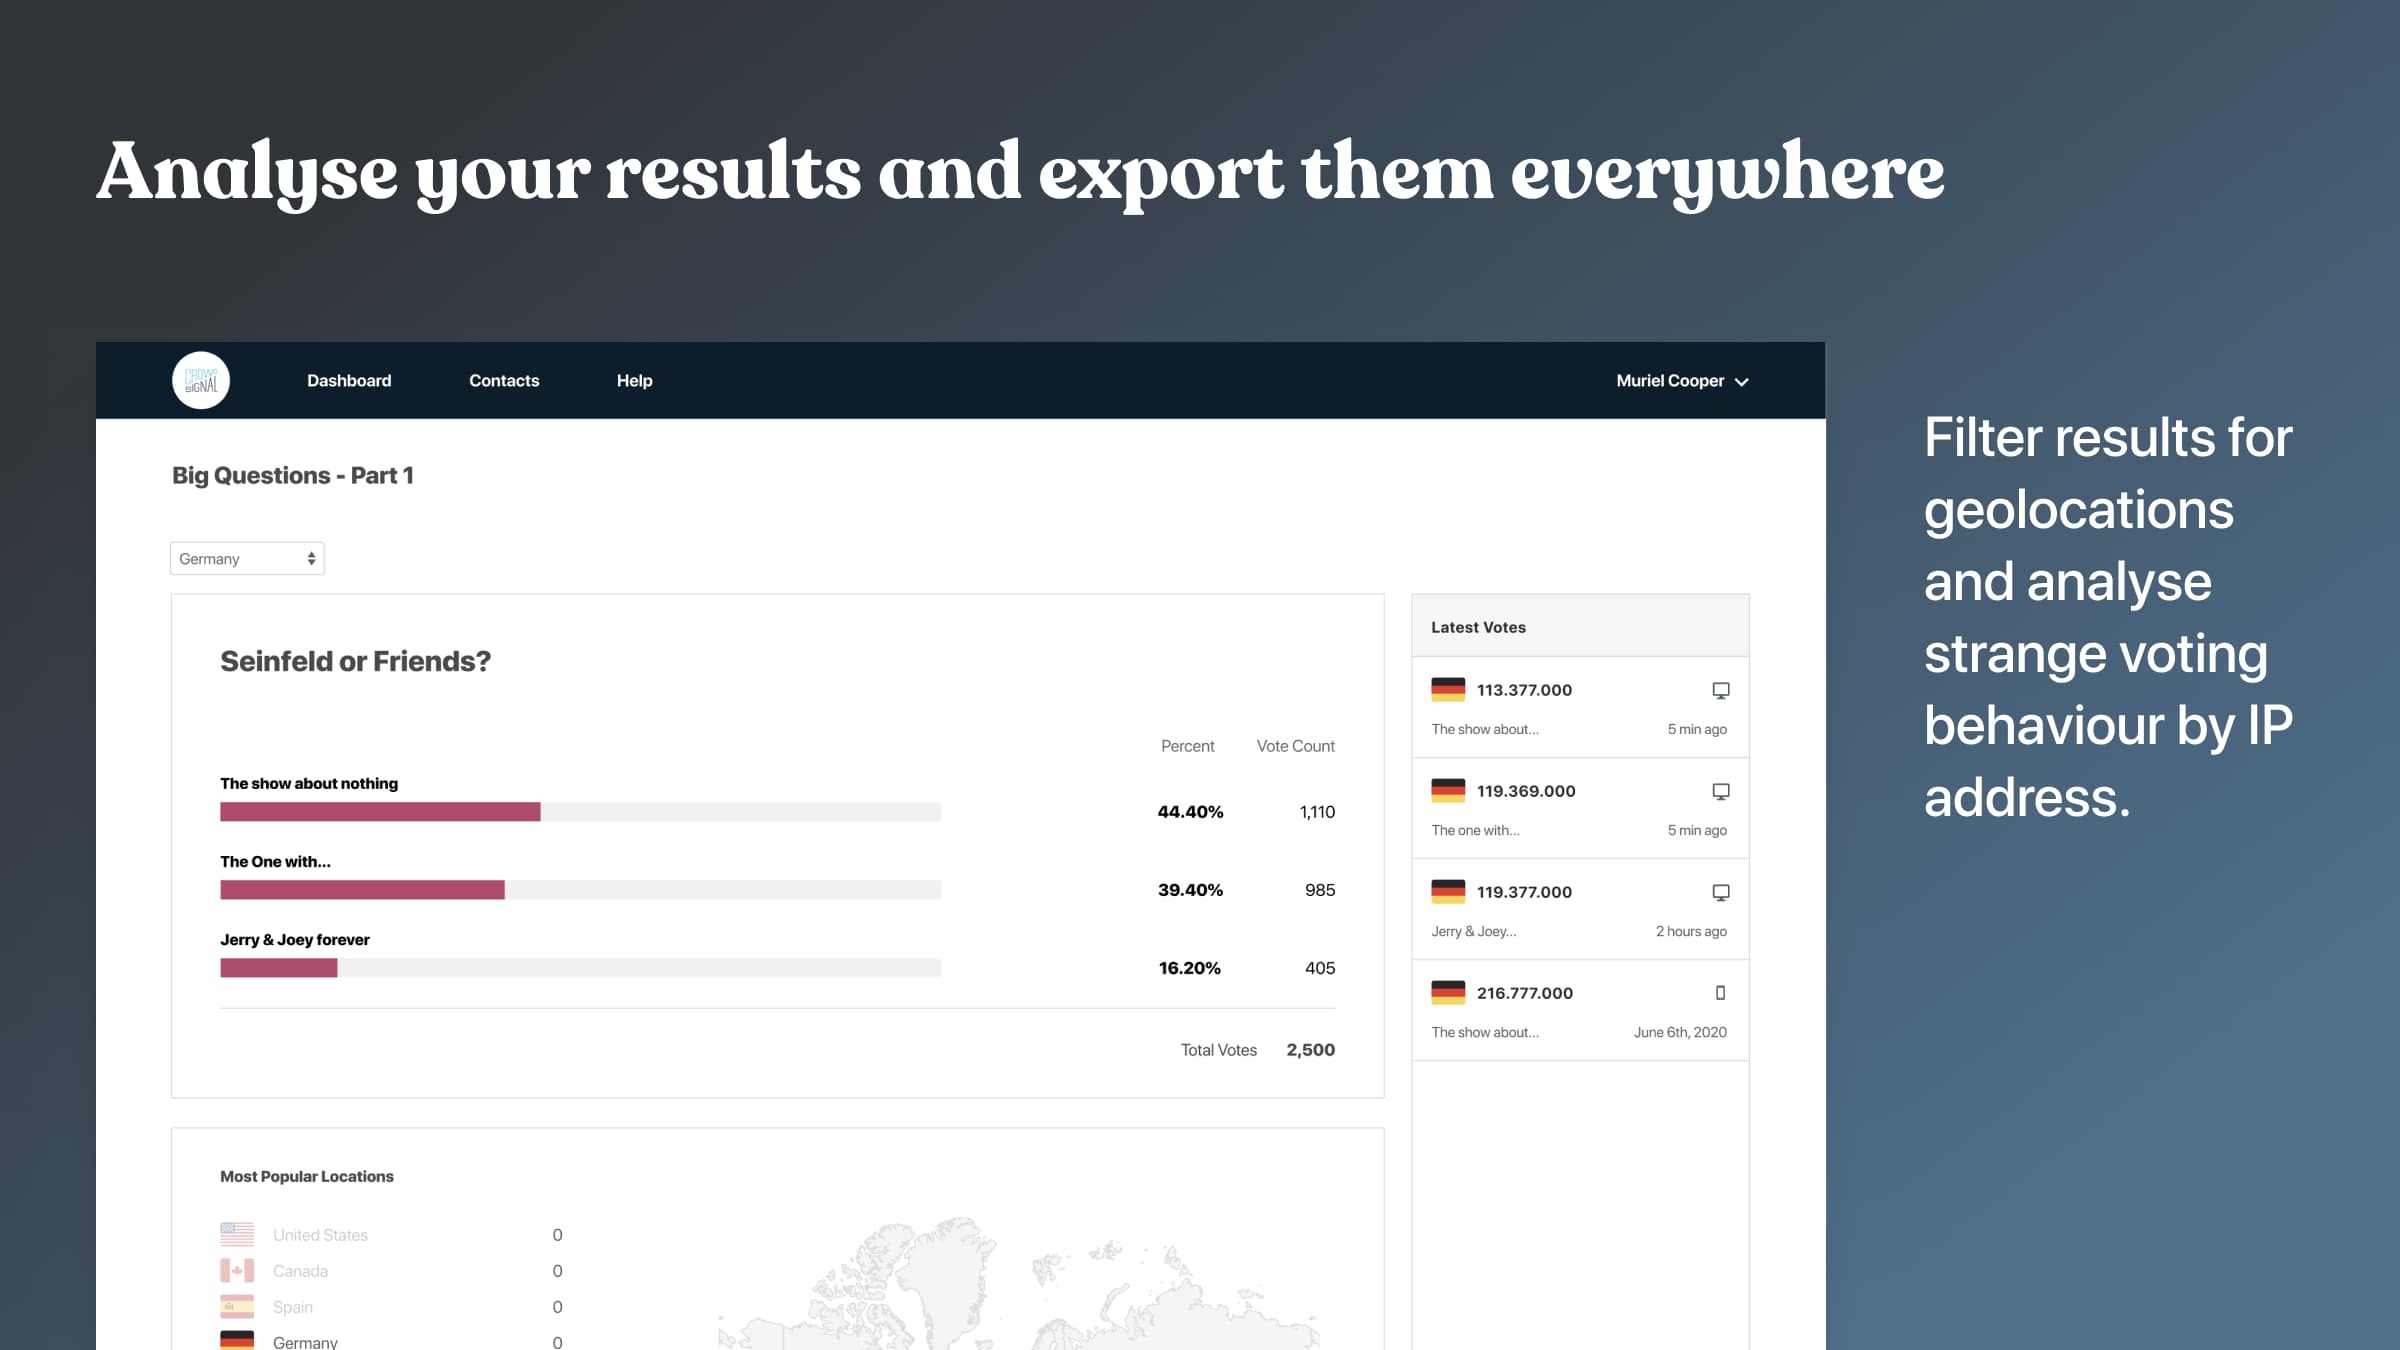 Analyse your results and export them everywhere
CROWD
SIGNAL
Dashboard
Contacts
Help
Muriel Cooper
Big Questions - Part 1
Germany
Seinfeld or Friends?
Percent
Vote Count
The show about nothing
44.40%
1,110
The One with...
39.40%
985
Jerry & Joey forever
16.20%
405
Total Votes
2,500
Latest Votes
113.377.000
The show about...
5 min ago
119.369.000
The one with...
5 min ago
119.377.000
Jerry & Joey...
2 hours ago
216.777.000
The show about...
June 6th, 2020
Most Popular Locations
United States
0
Canada
0
Spain
0
Germany
0
Filter results for
geolocations
and analyse
strange voting
behaviour by IP
address.